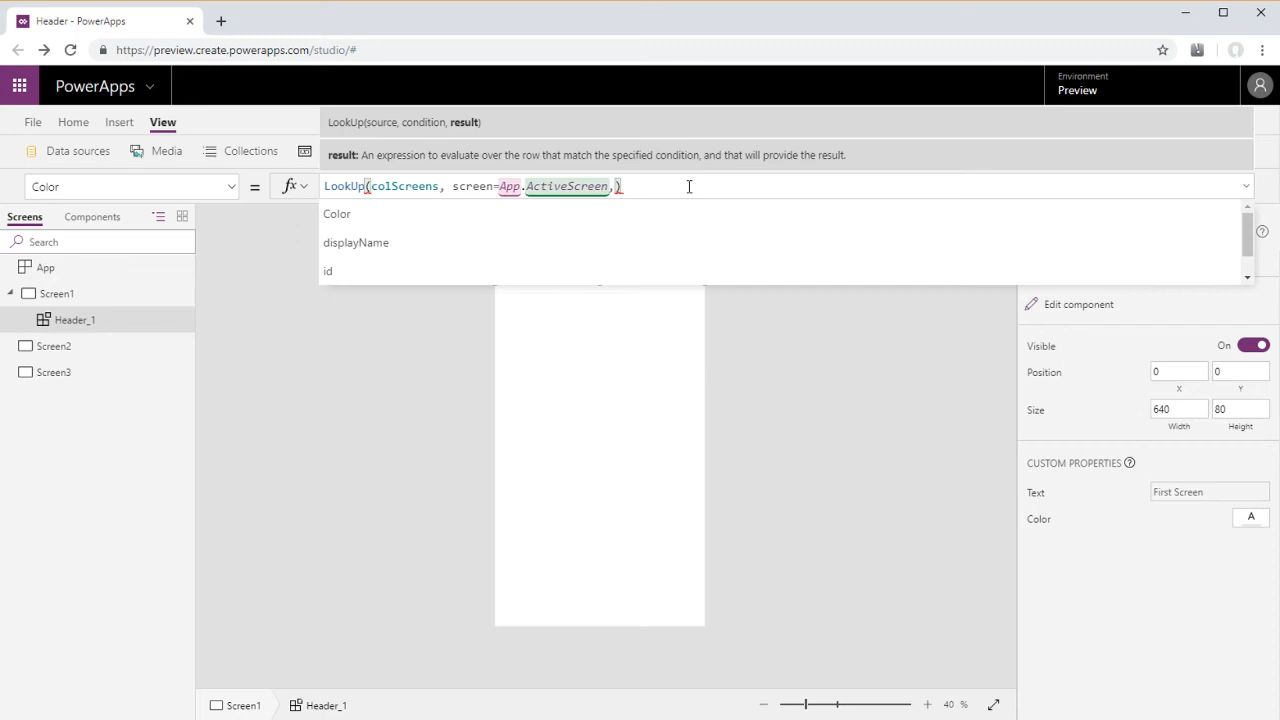 Header - PowerApps
https://preview.create.powerapps.com/studio/#
PowerApps
Environment
Preview
File Home Insert View
LookUp(source, condition, result)
Data sources Media Collections
result: An expression to evaluate over the row that match the specified condition, and that will provide the result.
Color = fx LookUp(colScreens, screen=App.ActiveScreen,)
Screens Components
Color
Search
displayName
App
id
Screen1
Edit component
Header_1
Visible On
Screen2
Position 0 0
Screen3
X Y
Size 640 80
Width Height
CUSTOM PROPERTIES
Text First Screen
Color A
Screen1 Header_1 40 %